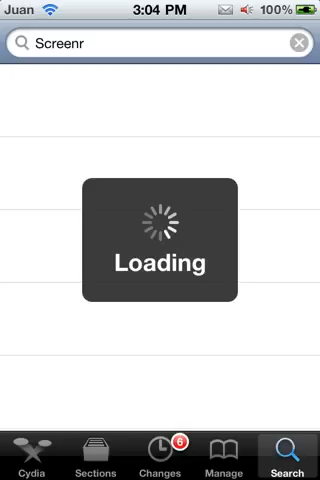 Juan 3:04 PM 100%
Screenr
Loading
6
Cydia Sections Changes Manage Search